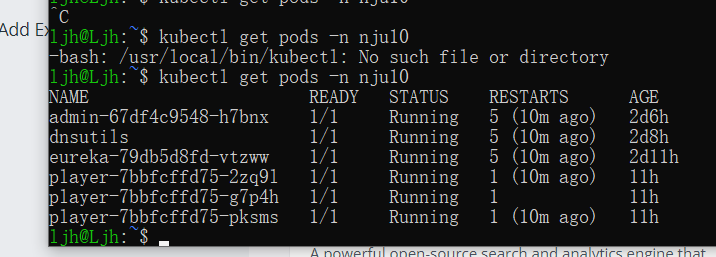 ljh@Ljh:~$ kubectl get pods -n nju10
^C
Add Ex
ljh@Ljh:~$ kubectl get pods -n nju10
-bash: /usr/local/bin/kubectl: No such file or directory
ljh@Ljh:~$ kubectl get pods -n nju10
NAME READY STATUS RESTARTS AGE
admin-67df4c9548-h7bnx 1/1 Running 5 (10m ago) 2d6h
dnsutils 1/1 Running 5 (10m ago) 2d8h
eureka-79db5d8fd-vtzww 1/1 Running 5 (10m ago) 2d11h
player-7bbfcffd75-2zq9l 1/1 Running 1 (10m ago) 11h
player-7bbfcffd75-g7p4h 1/1 Running 1 11h
player-7bbfcffd75-pksms 1/1 Running 1 (10m ago) 11h
ljh@Ljh:~$
A powerful open-source search and analytics engine that